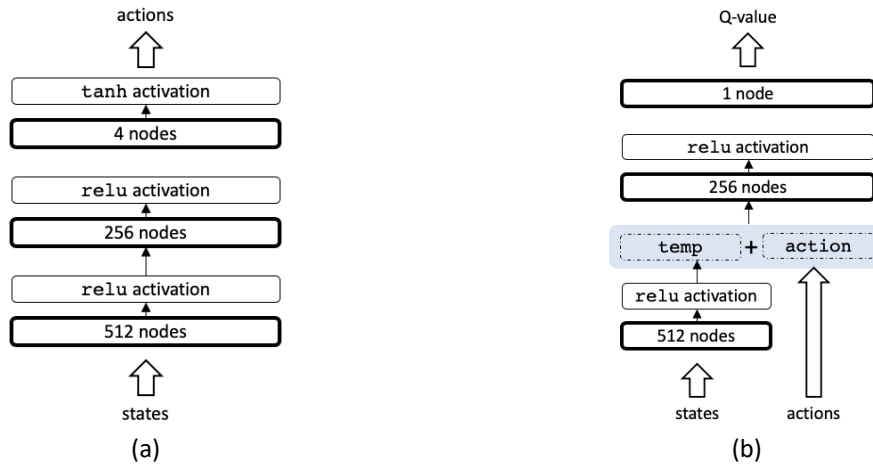 actions
tanh activation
4 nodes
relu activation
256 nodes
relu activation
512 nodes
states
(a)
Q-value
1 node
relu activation
256 nodes
temp + action
relu activation
512 nodes
states actions
(b)